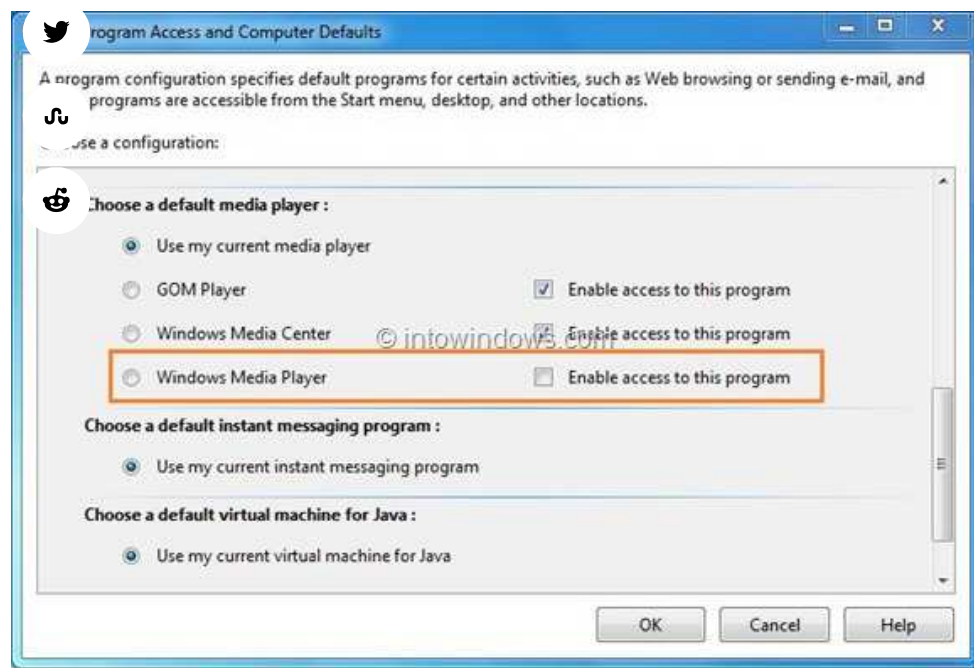 rogram Access and Computer Defaults
A program configuration specifies default programs for certain activities, such as Web browsing or sending e-mail, and
programs are accessible from the Start menu, desktop, and other locations.
ose a configuration:
Choose a default media player :
Use my current media player
GOM Player Enable access to this program
Windows Media Center Enable access to this program
© intowindows.com
Windows Media Player Enable access to this program
Choose a default instant messaging program :
Use my current instant messaging program
Choose a default virtual machine for Java :
Use my current virtual machine for Java
OK Cancel Help